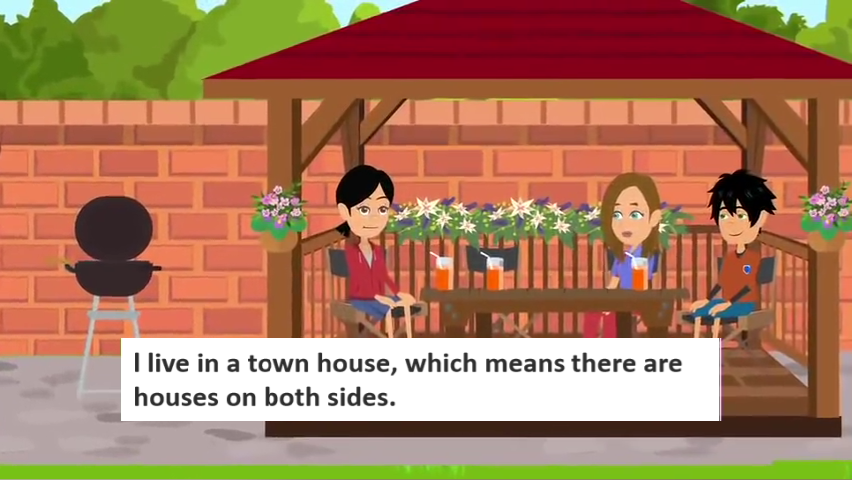 I live in a town house, which means there are
houses on both sides.